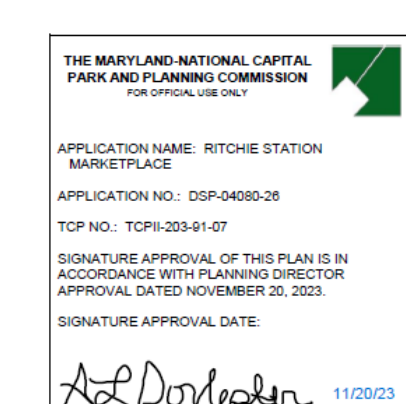 THE MARYLAND-NATIONAL CAPITAL
PARK AND PLANNING COMMISSION
FOR OFFICIAL USE ONLY
APPLICATION NAME: RITCHIE STATION
MARKETPLACE
APPLICATION NO.: DSP-04080-26
TCP NO.: TCPII-203-91-07
SIGNATURE APPROVAL OF THIS PLAN IS IN
ACCORDANCE WITH PLANNING DIRECTOR
APPROVAL DATED NOVEMBER 20, 2023.
SIGNATURE APPROVAL DATE:
11/20/23